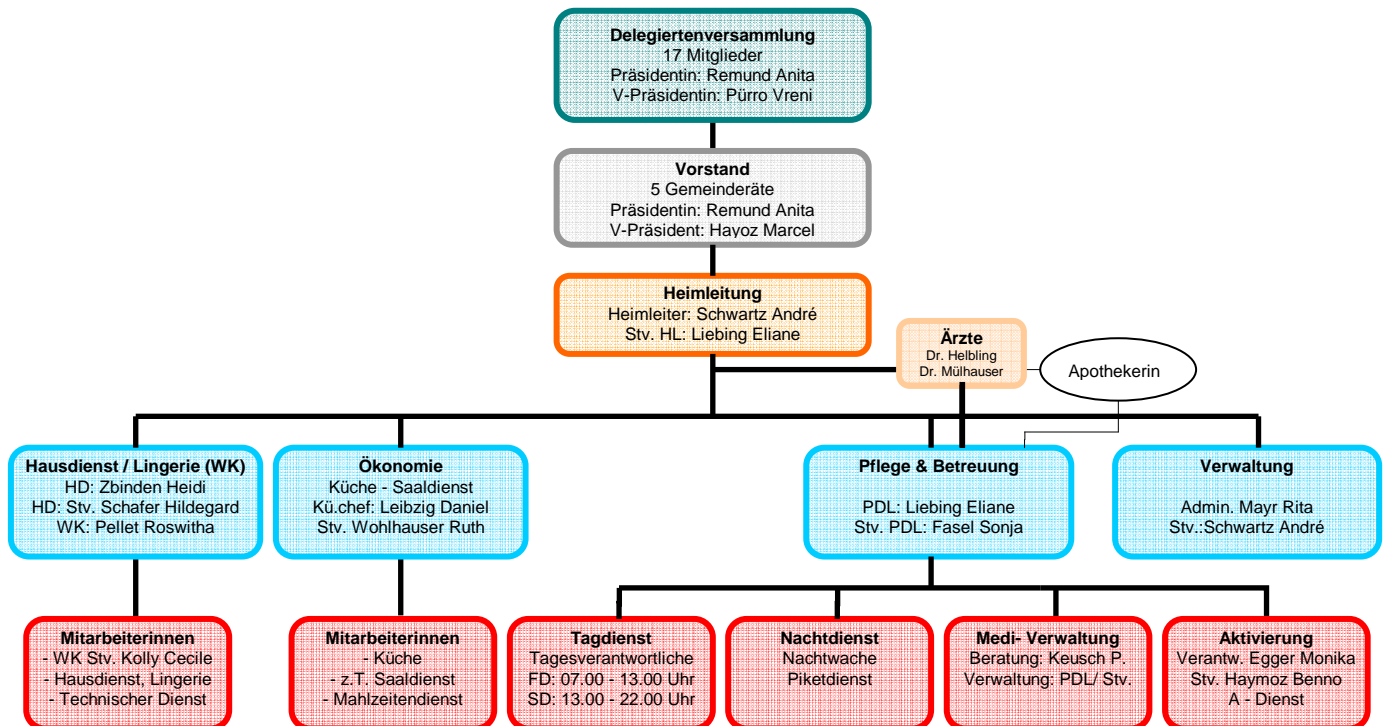 Delegiertenversammlung
17 Mitglieder
Präsidentin: Remund Anita
V-Präsidentin: Pürro Vreni
Vorstand
5 Gemeinderäte
Präsidentin: Remund Anita
V-Präsident: Hayoz Marcel
Heimleitung
Heimleiter: Schwartz André
Stv. HL: Liebing Eliane
Ärzte
Dr. Helbling
Dr. Mülhauser
Apothekerin
Hausdienst / Lingerie (WK)
HD: Zbinden Heidi
HD: Stv. Schafer Hildegard
WK: Pellet Roswitha
Ökonomie
Küche - Saaldienst
Kü.chef: Leibzig Daniel
Stv. Wohlhauser Ruth
Pflege & Betreuung
PDL: Liebing Eliane
Stv. PDL: Fasel Sonja
Verwaltung
Admin. Mayr Rita
Stv.:Schwartz André
Mitarbeiterinnen
- WK Stv. Kolly Cecile
- Hausdienst, Lingerie
- Technischer Dienst
Mitarbeiterinnen
- Küche
- z.T. Saaldienst
- Mahlzeitendienst
Tagdienst
Tagesverantwortliche
FD: 07.00 - 13.00 Uhr
SD: 13.00 - 22.00 Uhr
Nachtdienst
Nachtwache
Piketdienst
Medi- Verwaltung
Beratung: Keusch P.
Verwaltung: PDL/ Stv.
Aktivierung
Verantw. Egger Monika
Stv. Haymoz Benno
A - Dienst